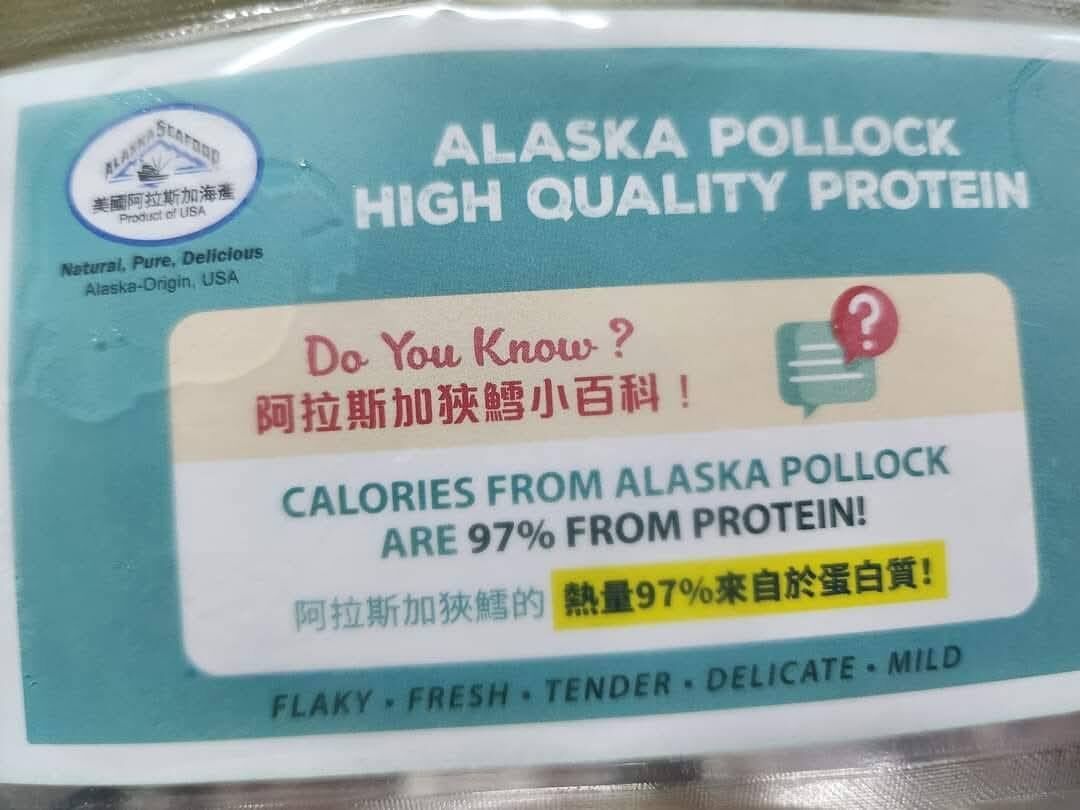 ALASKA SEAFOOD
美國阿拉斯加海產
Product of USA
Natural, Pure, Delicious
Alaska-Origin, USA
ALASKA POLLOCK
HIGH QUALITY PROTEIN
Do You Know?
阿拉斯加狹鱈小百科！
?
CALORIES FROM ALASKA POLLOCK
ARE 97% FROM PROTEIN!
阿拉斯加狹鱈的 熱量97%來自於蛋白質!
FLAKY • FRESH • TENDER • DELICATE • MILD